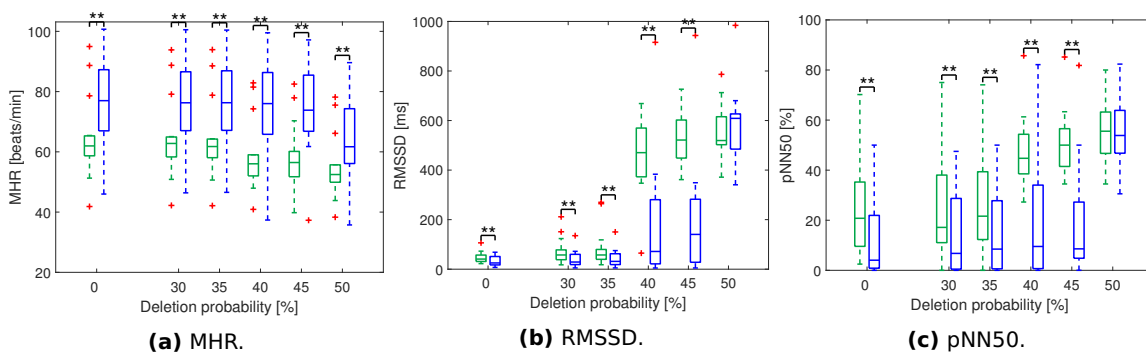 MHR [beats/min]
100
80
60
40
20
** ** ** ** ** **
0 30 35 40 45 50
Deletion probability [%]
(a) MHR.
RMSSD [ms]
1000
800
600
400
200
0
** ** ** ** **
0 30 35 40 45 50
Deletion probability [%]
(b) RMSSD.
pNN50 [%]
100
80
60
40
20
0
** ** ** ** **
0 30 35 40 45 50
Deletion probability [%]
(c) pNN50.